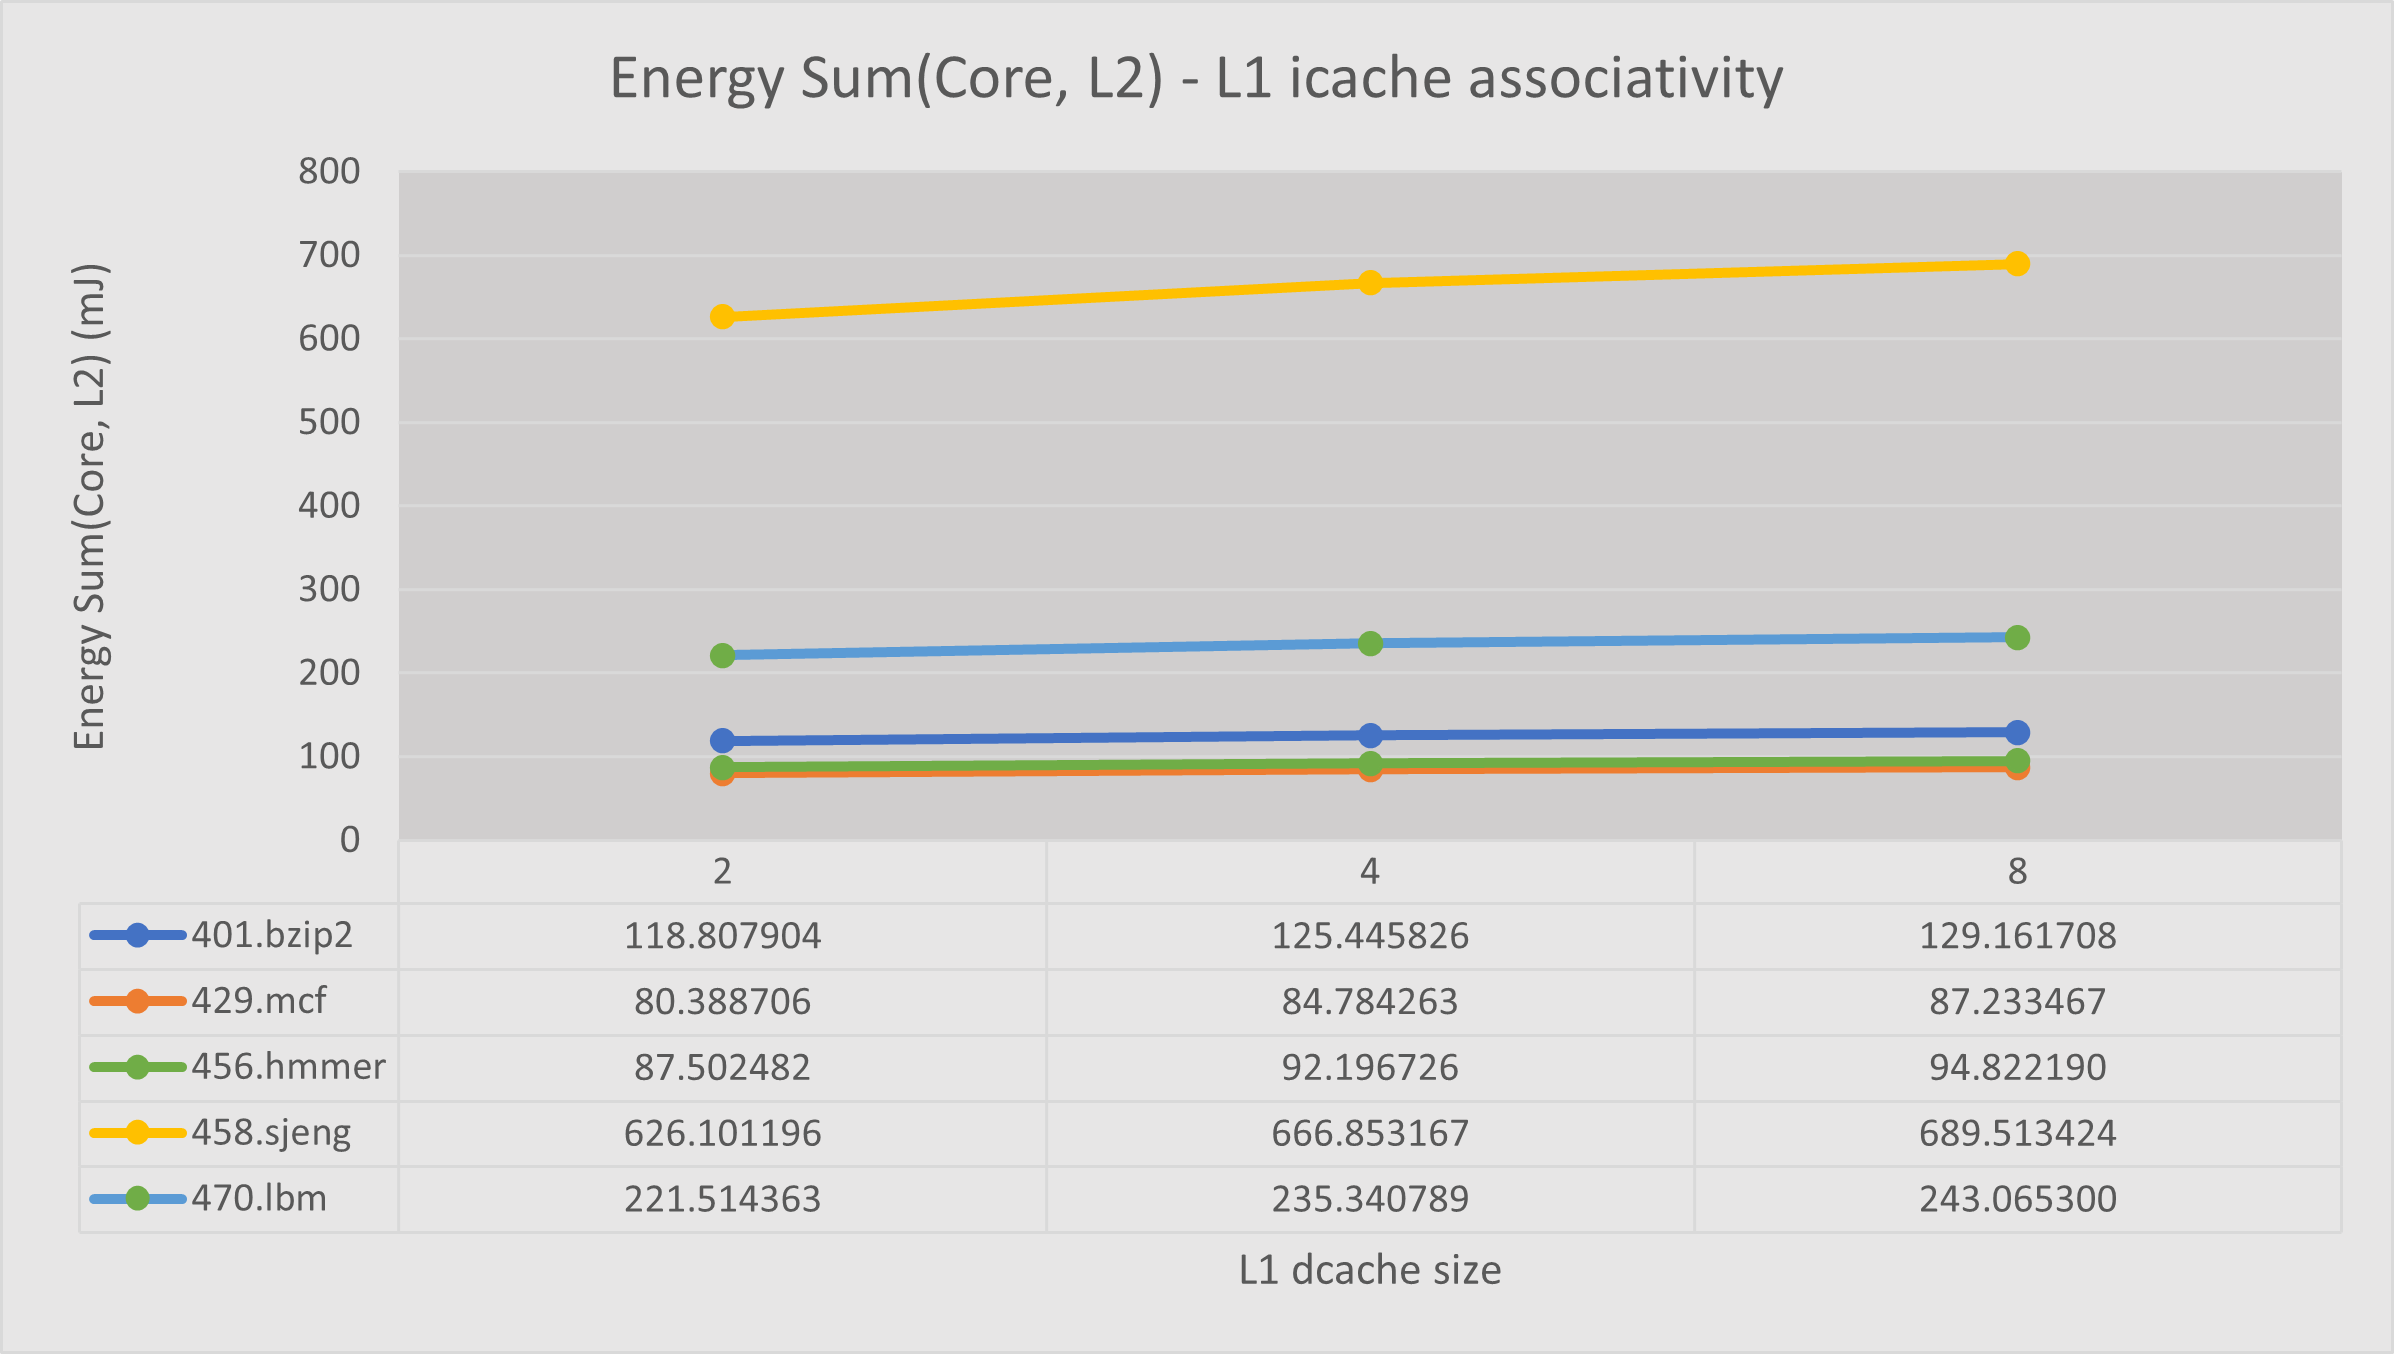 Energy Sum(Core, L2) - L1 icache associativity
Energy Sum(Core, L2) (mJ)
800
700
600
500
400
300
200
100
0
2 4 8
401.bzip2 118.807904 125.445826 129.161708
429.mcf 80.388706 84.784263 87.233467
456.hmmer 87.502482 92.196726 94.822190
458.sjeng 626.101196 666.853167 689.513424
470.lbm 221.514363 235.340789 243.065300
L1 dcache size